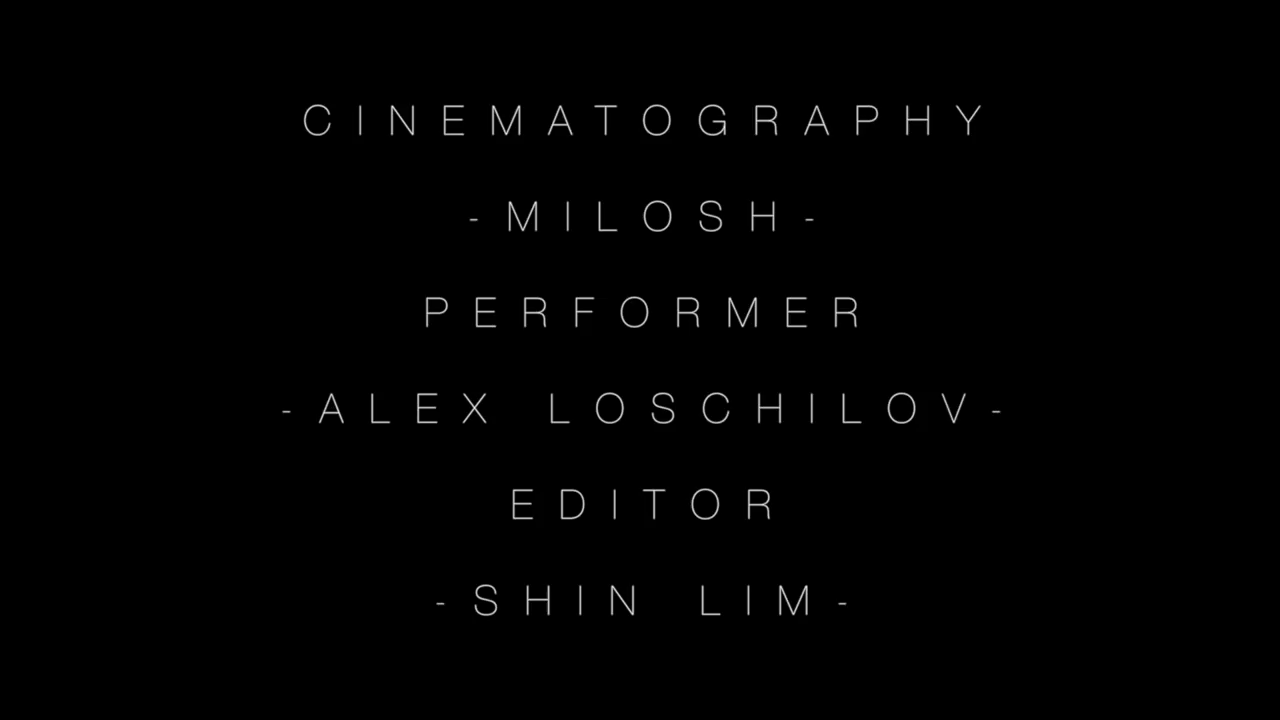 CINEMATOGRAPHY
-MILOSH-
PERFORMER
-ALEX LOSCHILOV-
EDITOR
-SHIN LIM-